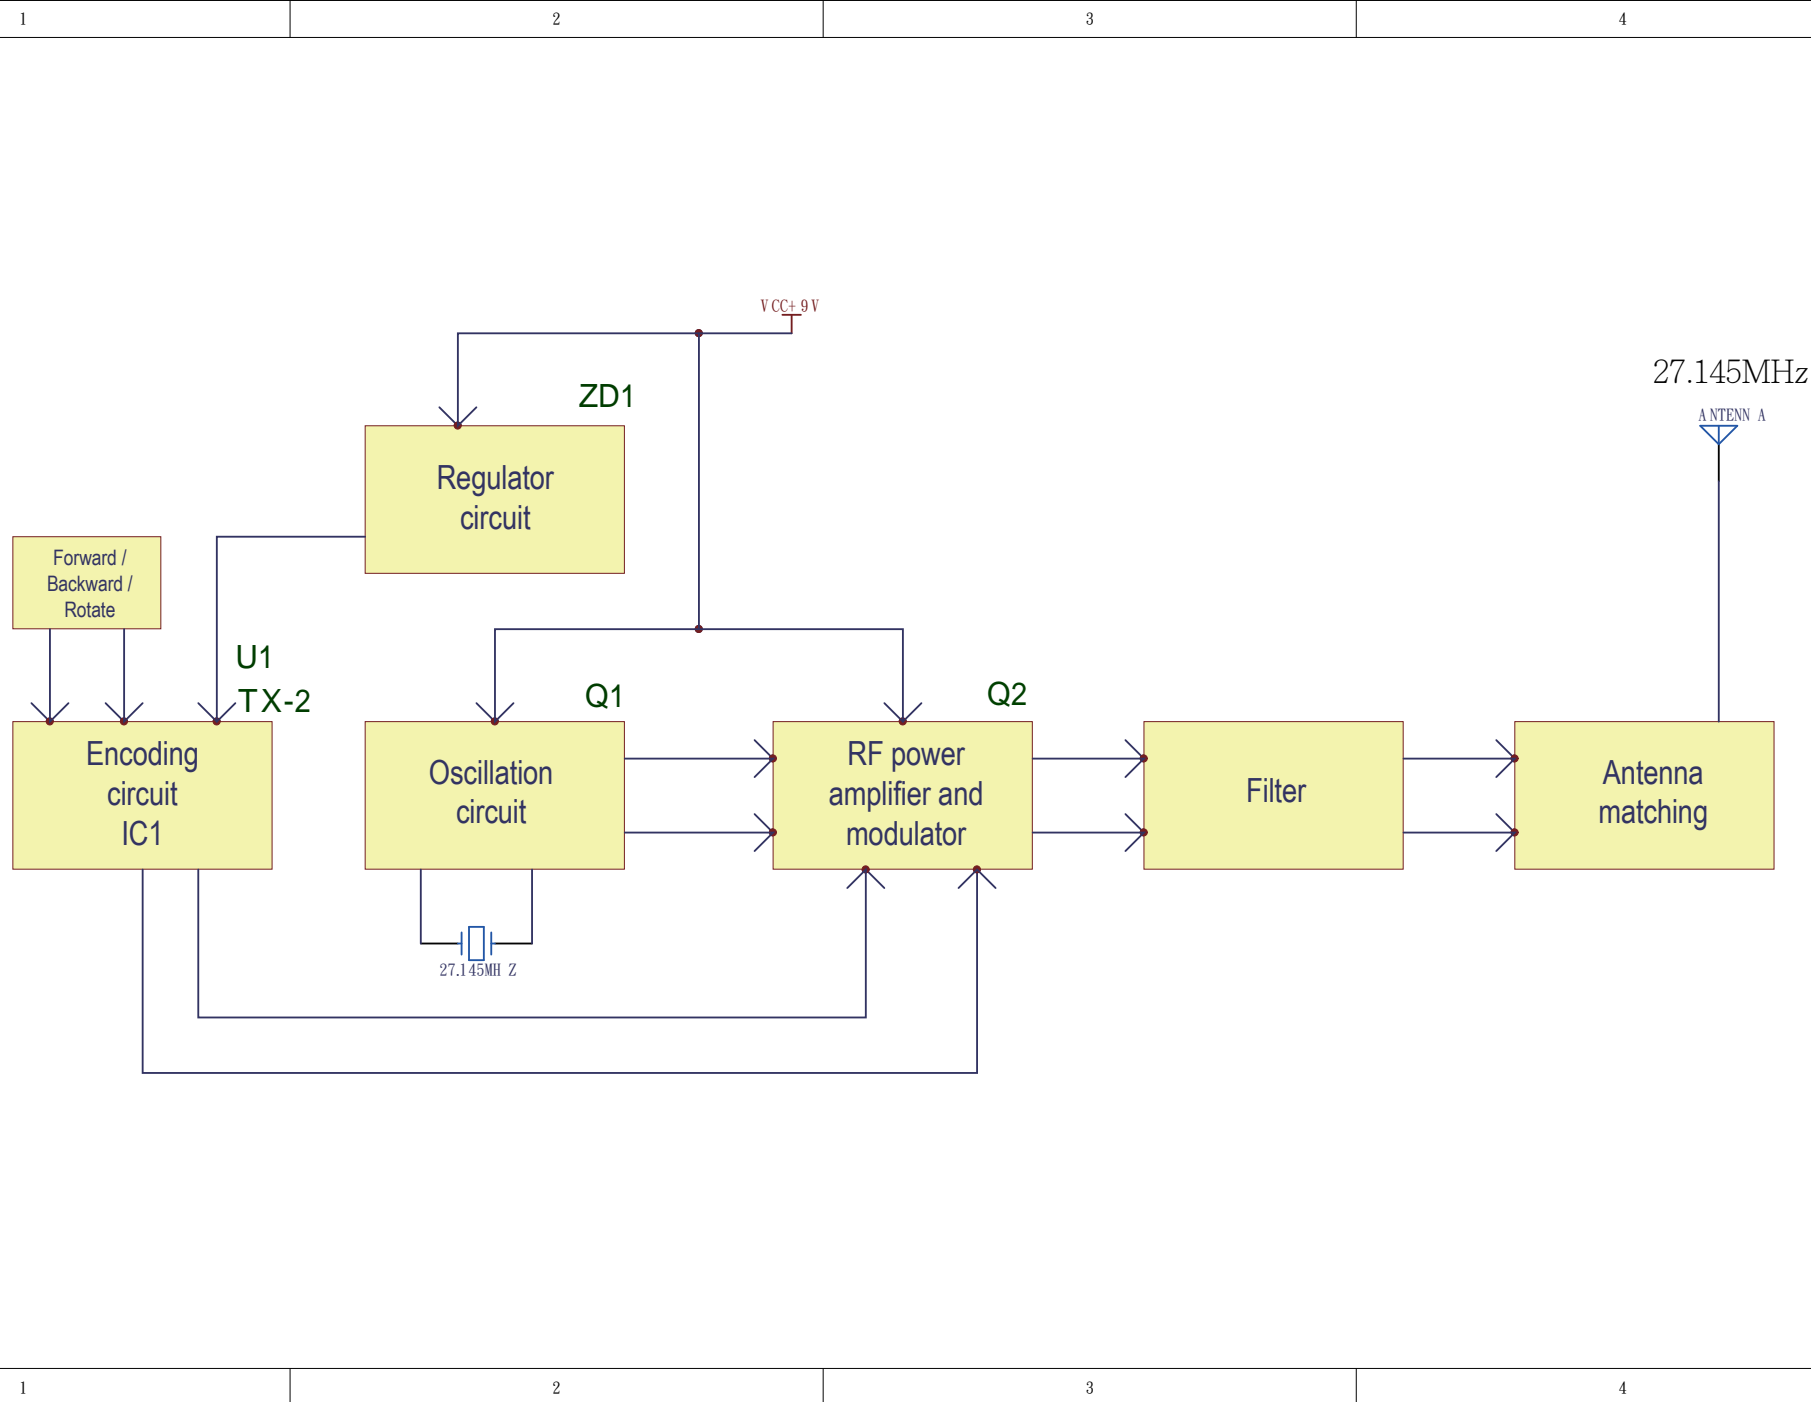 1 2 3 4
VCC+9V
27.145MHz
ANTENNA
ZD1
Regulator
circuit
Forward /
Backward /
Rotate
U1
TX-2
Q1
Q2
Encoding
circuit
IC1
Oscillation
circuit
RF power
amplifier and
modulator
Filter
Antenna
matching
27.145MHZ
1 2 3 4